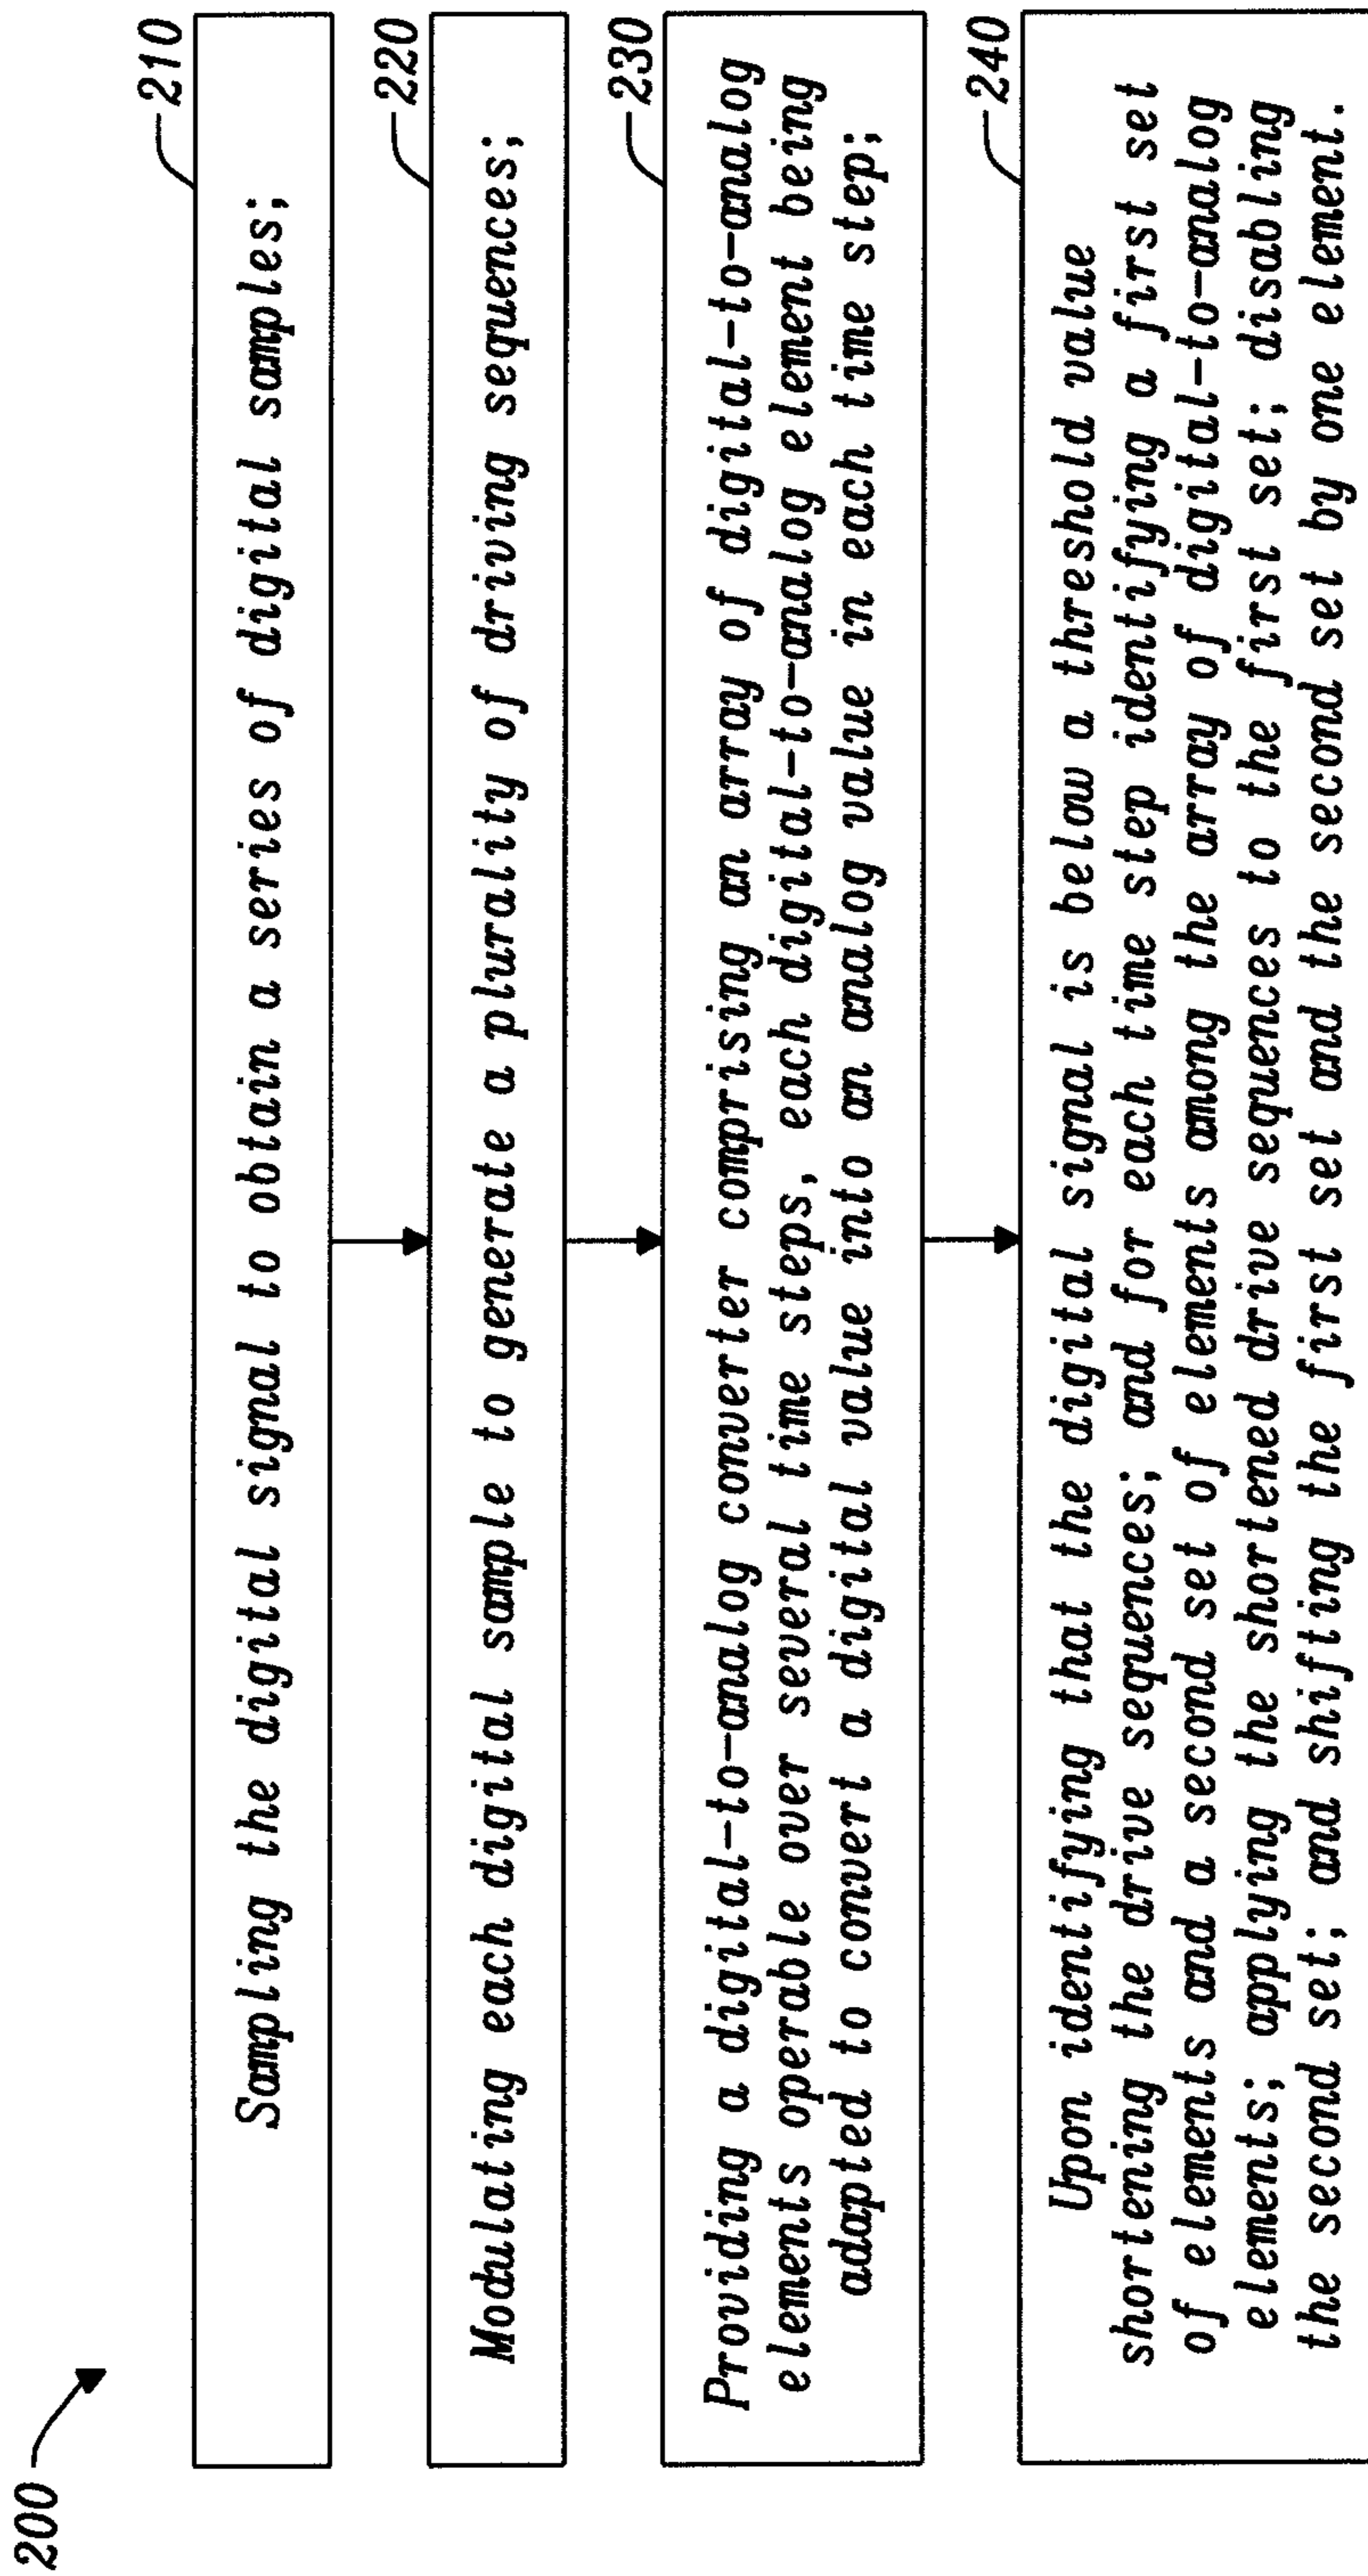 200
210
Sampling the digital signal to obtain a series of digital samples;
220
Modulating each digital sample to generate a plurality of driving sequences;
230
Providing a digital-to-analog converter comprising an array of digital-to-analog
elements operable over several time steps, each digital-to-analog element being
adapted to convert a digital value into an analog value in each time step;
240
Upon identifying that the digital signal is below a threshold value
shortening the drive sequences; and for each time step identifying a first set
of elements and a second set of elements among the array of digital-to-analog
elements; applying the shortened drive sequences to the first set; disabling
the second set; and shifting the first set and the second set by one element.